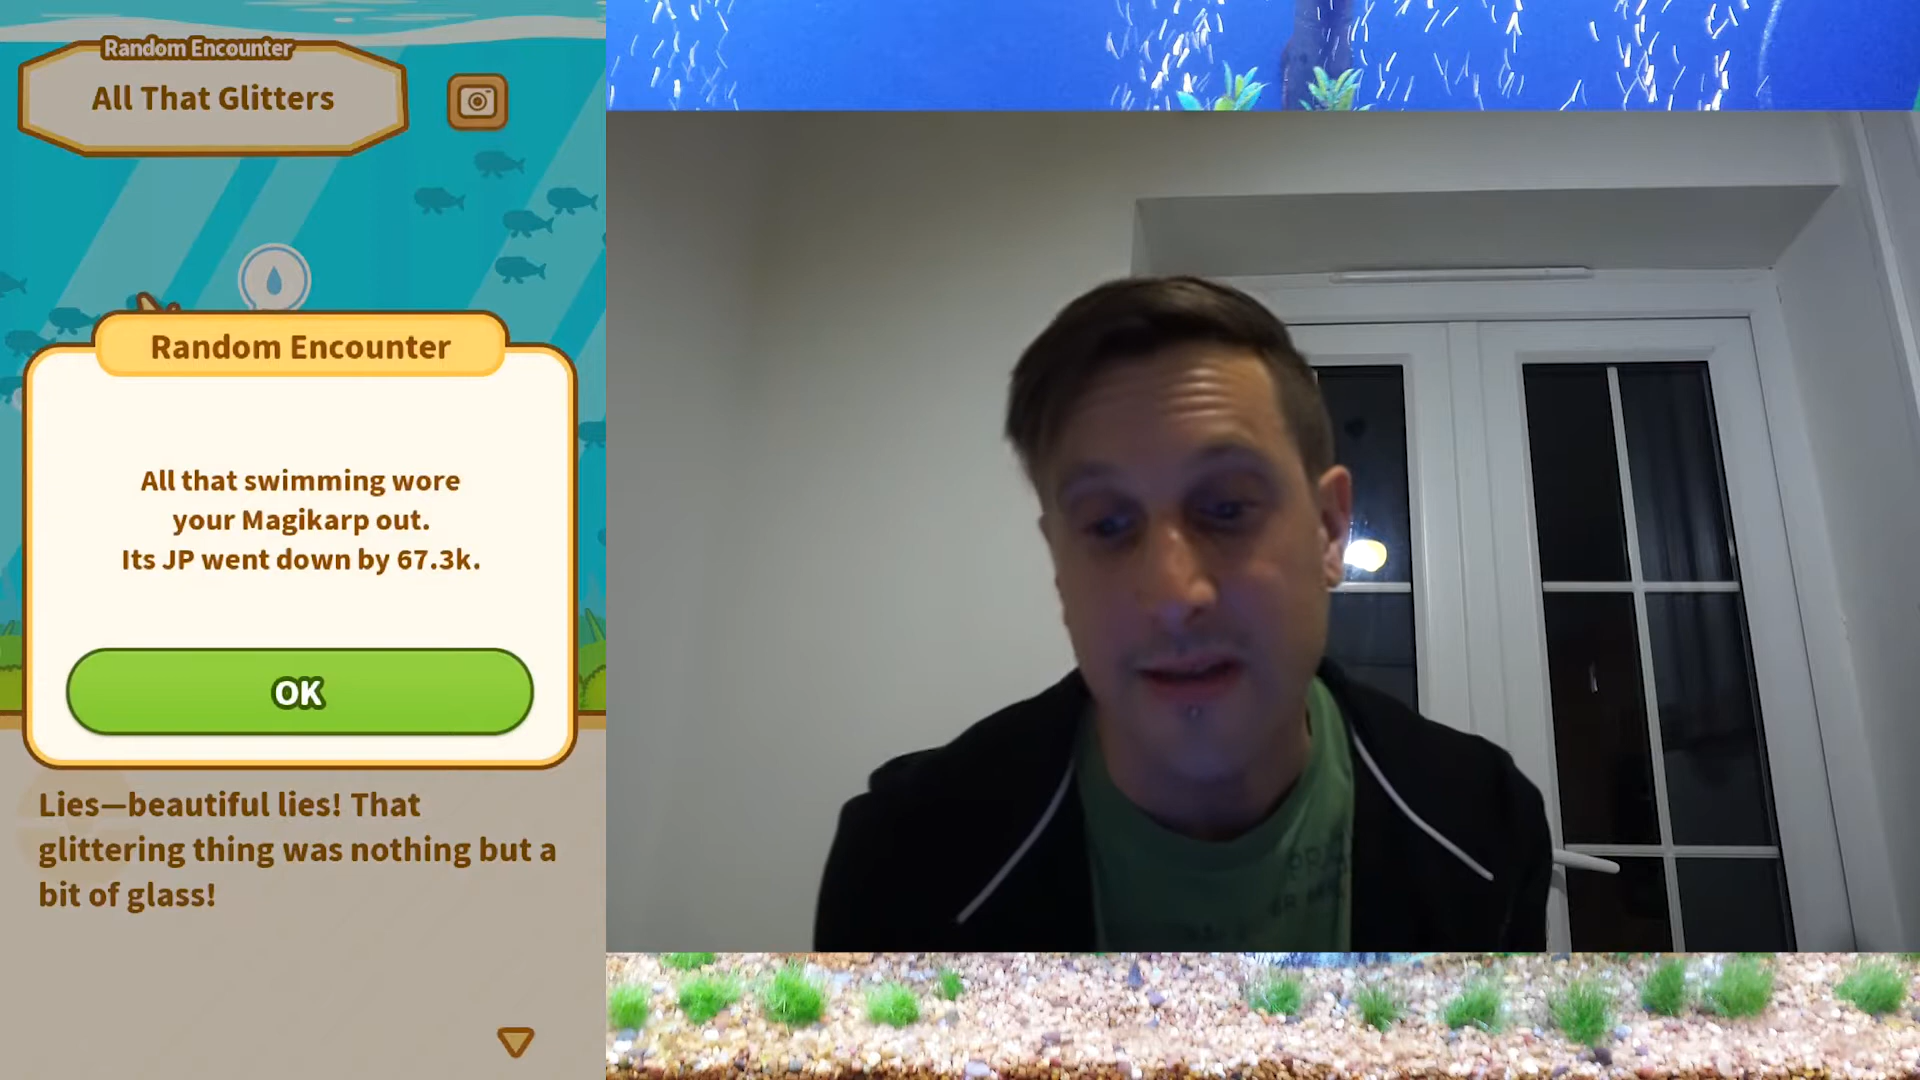 Random Encounter
All That Glitters
Random Encounter
All that swimming wore
your Magikarp out.
Its JP went down by 67.3k.
OK
Lies—beautiful lies! That
glittering thing was nothing but a
bit of glass!